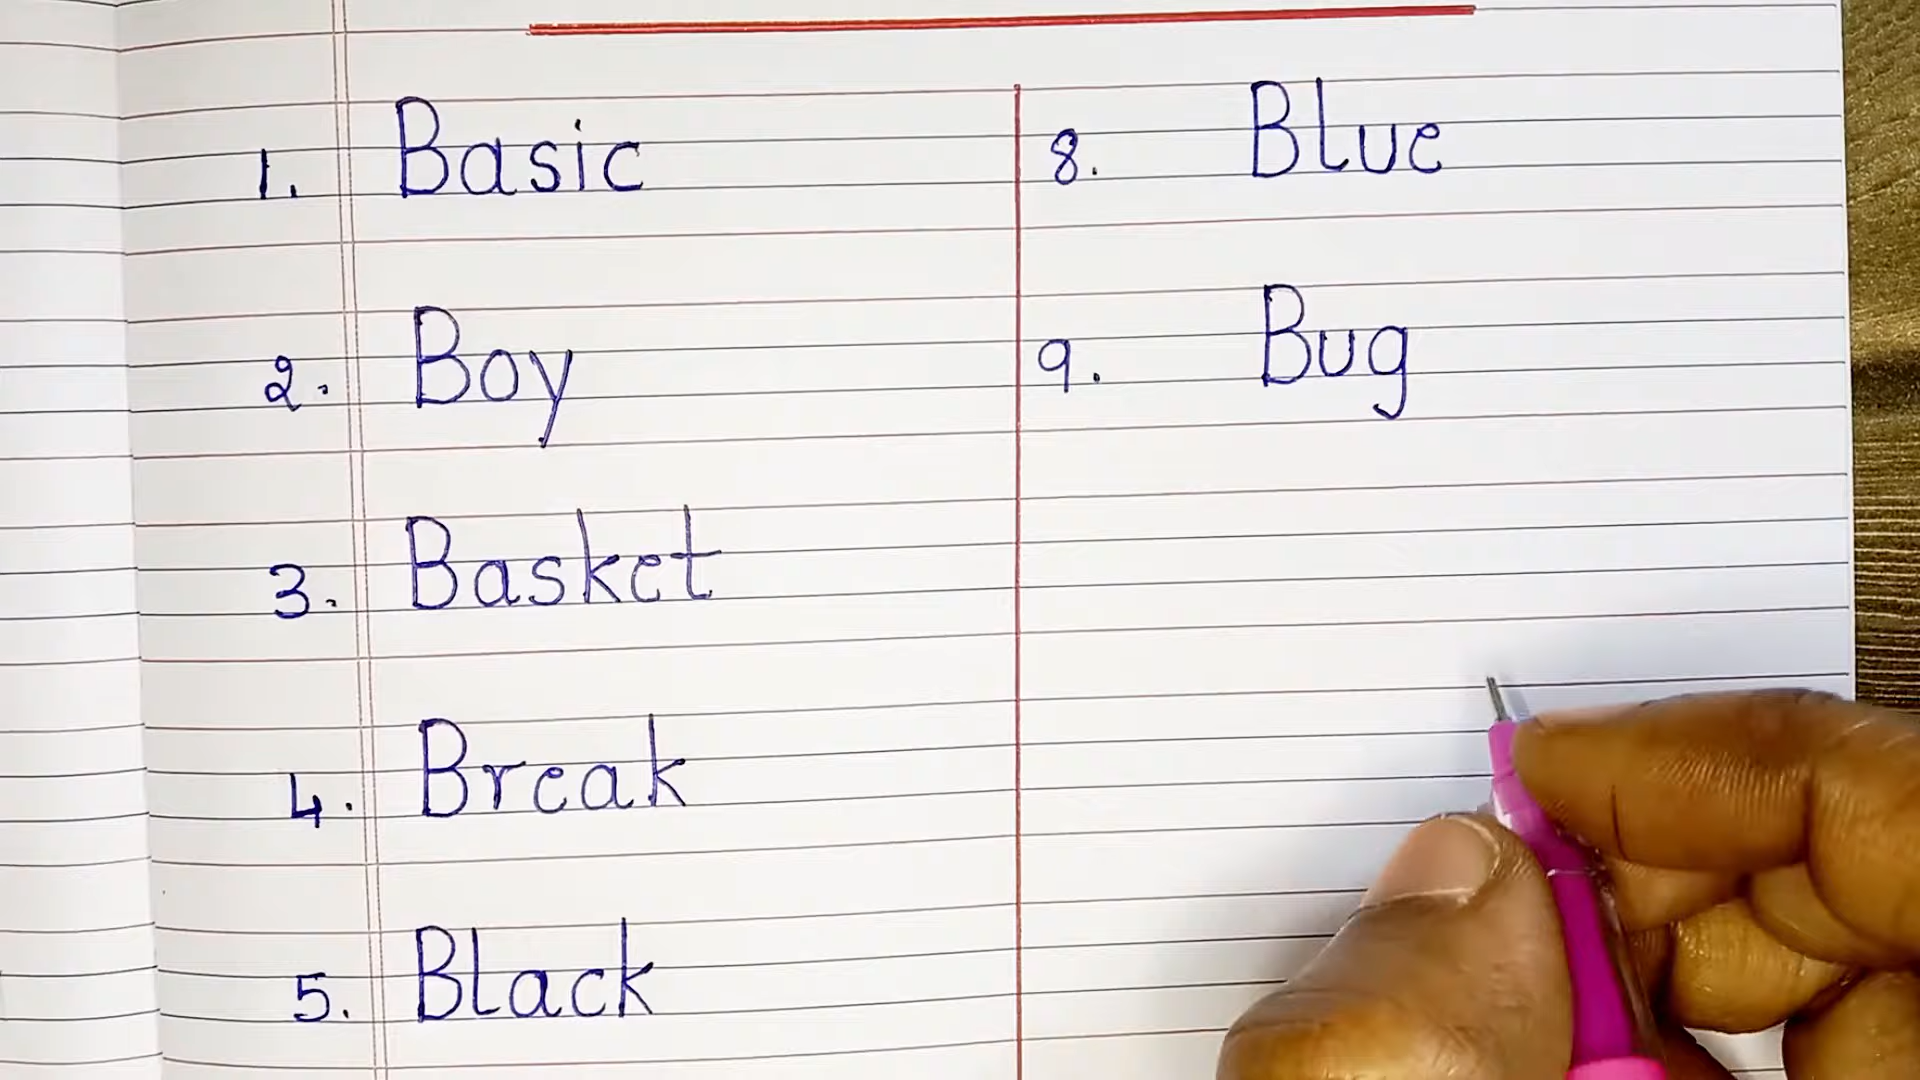 1. Basic
2. Boy
3. Basket
4. Break
5. Black
8. Blue
9. Bug